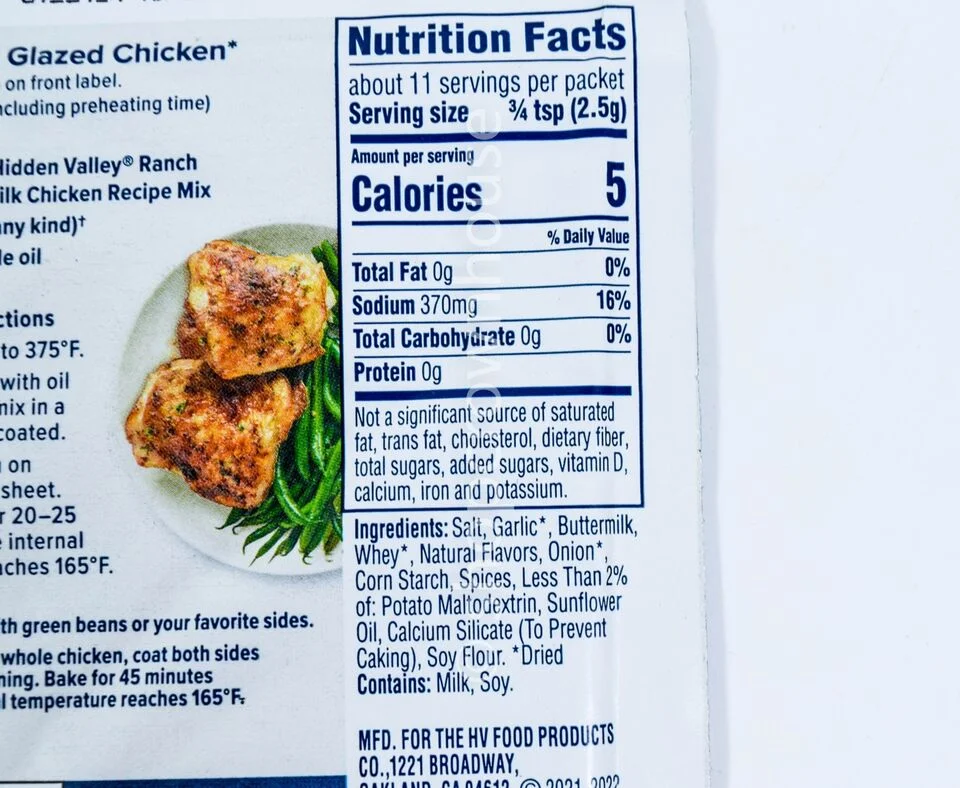 Glazed Chicken*
on front label.
ncluding preheating time)
Hidden Valley® Ranch
ilk Chicken Recipe Mix
ny kind)†
le oil
ctions
to 375°F.
with oil
mix in a
coated.
on
sheet.
r 20–25
internal
aches 165°F.
th green beans or your favorite sides.
whole chicken, coat both sides
ning. Bake for 45 minutes
l temperature reaches 165°F.
Nutrition Facts
about 11 servings per packet
Serving size ¾ tsp (2.5g)
Amount per serving
Calories 5
% Daily Value
Total Fat 0g 0%
Sodium 370mg 16%
Total Carbohydrate 0g 0%
Protein 0g
Not a significant source of saturated
fat, trans fat, cholesterol, dietary fiber,
total sugars, added sugars, vitamin D,
calcium, iron and potassium.
Ingredients: Salt, Garlic*, Buttermilk,
Whey*, Natural Flavors, Onion*,
Corn Starch, Spices, Less Than 2%
of: Potato Maltodextrin, Sunflower
Oil, Calcium Silicate (To Prevent
Caking), Soy Flour. *Dried
Contains: Milk, Soy.
MFD. FOR THE HV FOOD PRODUCTS
CO.,1221 BROADWAY,
OAKLAND, CA 94612 © 2021, 2022